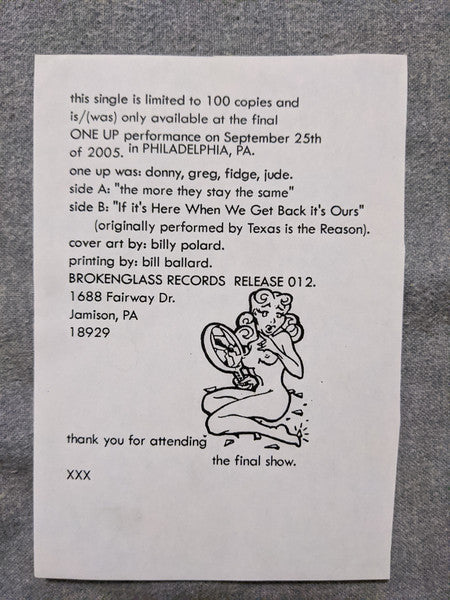 this single is limited to 100 copies and
is/(was) only available at the final
ONE UP performance on September 25th
of 2005. in PHILADELPHIA, PA.
one up was: donny, greg, fidge, jude.
side A: "the more they stay the same"
side B: "If it's Here When We Get Back it's Ours"
(originally performed by Texas is the Reason).
cover art by: billy polard.
printing by: bill ballard.
BROKENGLASS RECORDS RELEASE 012.
1688 Fairway Dr.
Jamison, PA
18929
thank you for attending
the final show.
XXX